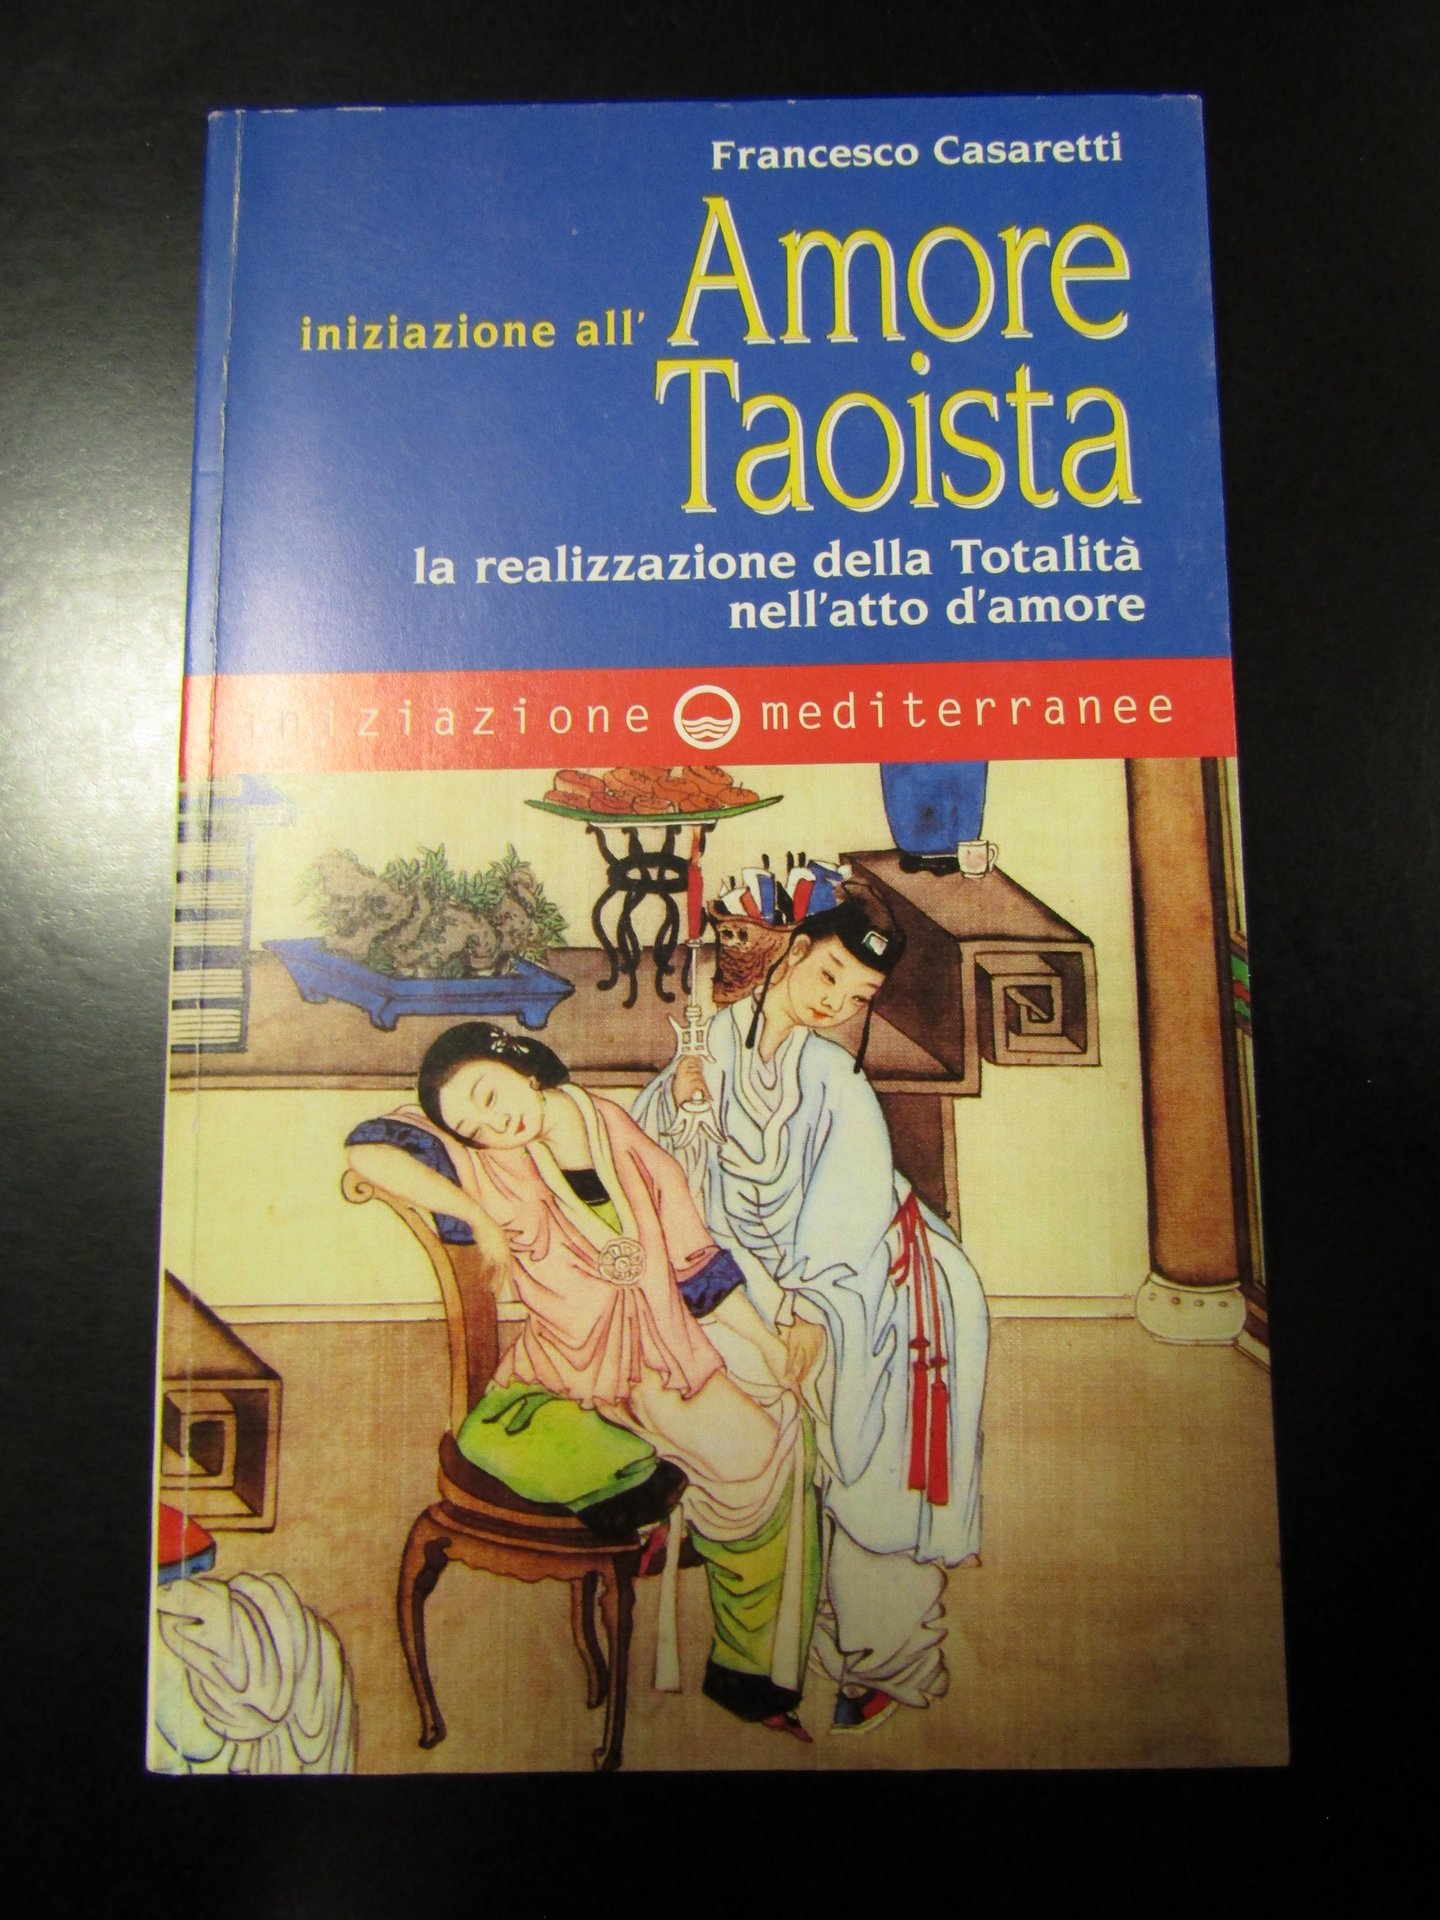 Francesco Casaretti
iniziazione all' Amore
Taoista
la realizzazione della Totalità
nell'atto d'amore
iniziazione mediterranee